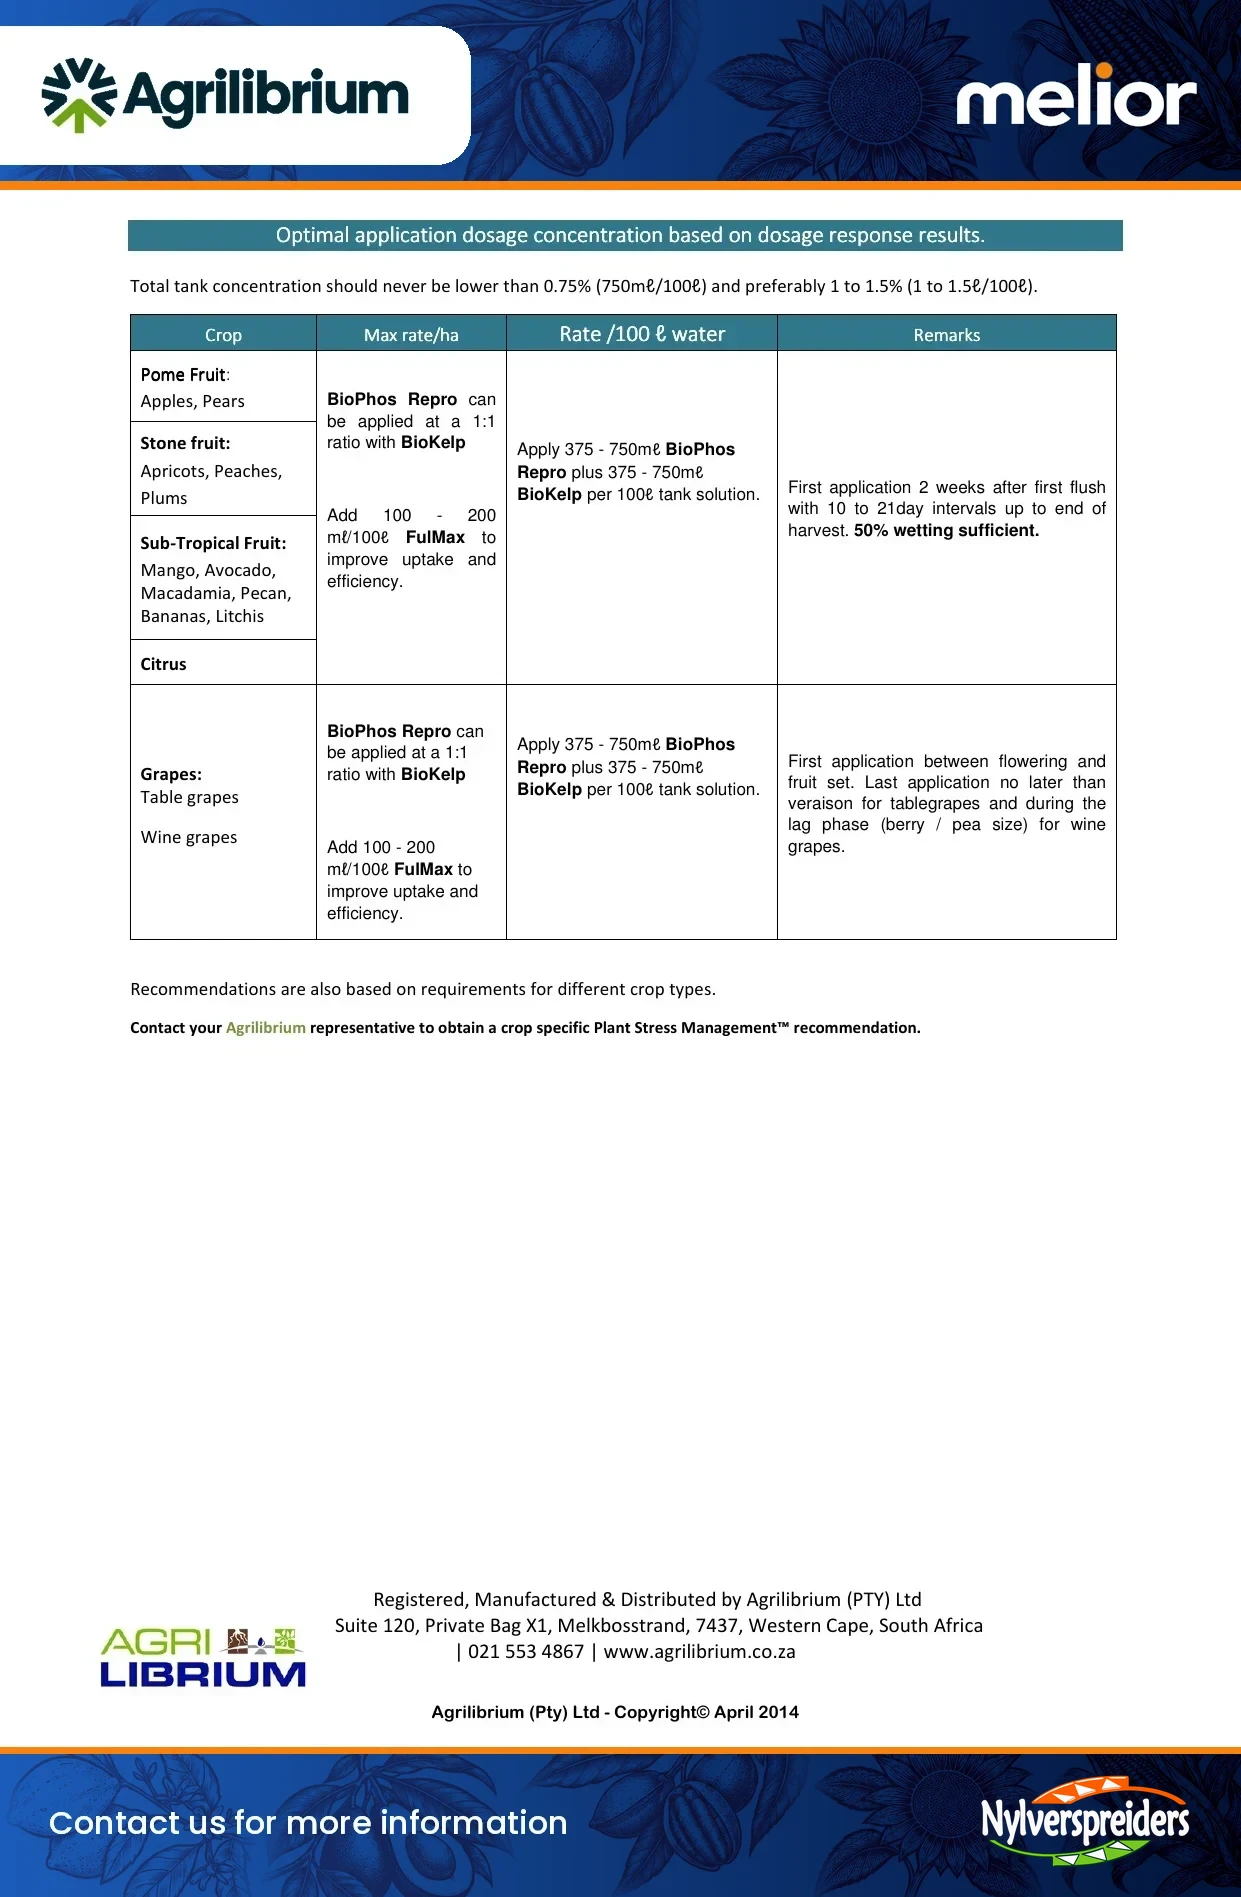 Agrilibrium
melior
Optimal application dosage concentration based on dosage response results.
Total tank concentration should never be lower than 0.75% (750mℓ/100ℓ) and preferably 1 to 1.5% (1 to 1.5ℓ/100ℓ).
Crop
Max rate/ha
Rate /100 ℓ water
Remarks
Pome Fruit:
Apples, Pears
Stone fruit:
Apricots, Peaches,
Plums
Sub-Tropical Fruit:
Mango, Avocado,
Macadamia, Pecan,
Bananas, Litchis
Citrus
BioPhos Repro can
be applied at a 1:1
ratio with BioKelp
Add 100 - 200
mℓ/100ℓ FulMax to
improve uptake and
efficiency.
Apply 375 - 750mℓ BioPhos
Repro plus 375 - 750mℓ
BioKelp per 100ℓ tank solution.
First application 2 weeks after first flush
with 10 to 21day intervals up to end of
harvest. 50% wetting sufficient.
Grapes:
Table grapes
Wine grapes
BioPhos Repro can
be applied at a 1:1
ratio with BioKelp
Add 100 - 200
mℓ/100ℓ FulMax to
improve uptake and
efficiency.
Apply 375 - 750mℓ BioPhos
Repro plus 375 - 750mℓ
BioKelp per 100ℓ tank solution.
First application between flowering and
fruit set. Last application no later than
veraison for tablegrapes and during the
lag phase (berry / pea size) for wine
grapes.
Recommendations are also based on requirements for different crop types.
Contact your Agrilibrium representative to obtain a crop specific Plant Stress Management™ recommendation.
Registered, Manufactured & Distributed by Agrilibrium (PTY) Ltd
Suite 120, Private Bag X1, Melkbosstrand, 7437, Western Cape, South Africa
| 021 553 4867 | www.agrilibrium.co.za
AGRI
LIBRIUM
Agrilibrium (Pty) Ltd - Copyright© April 2014
Contact us for more information
Nylverspreiders